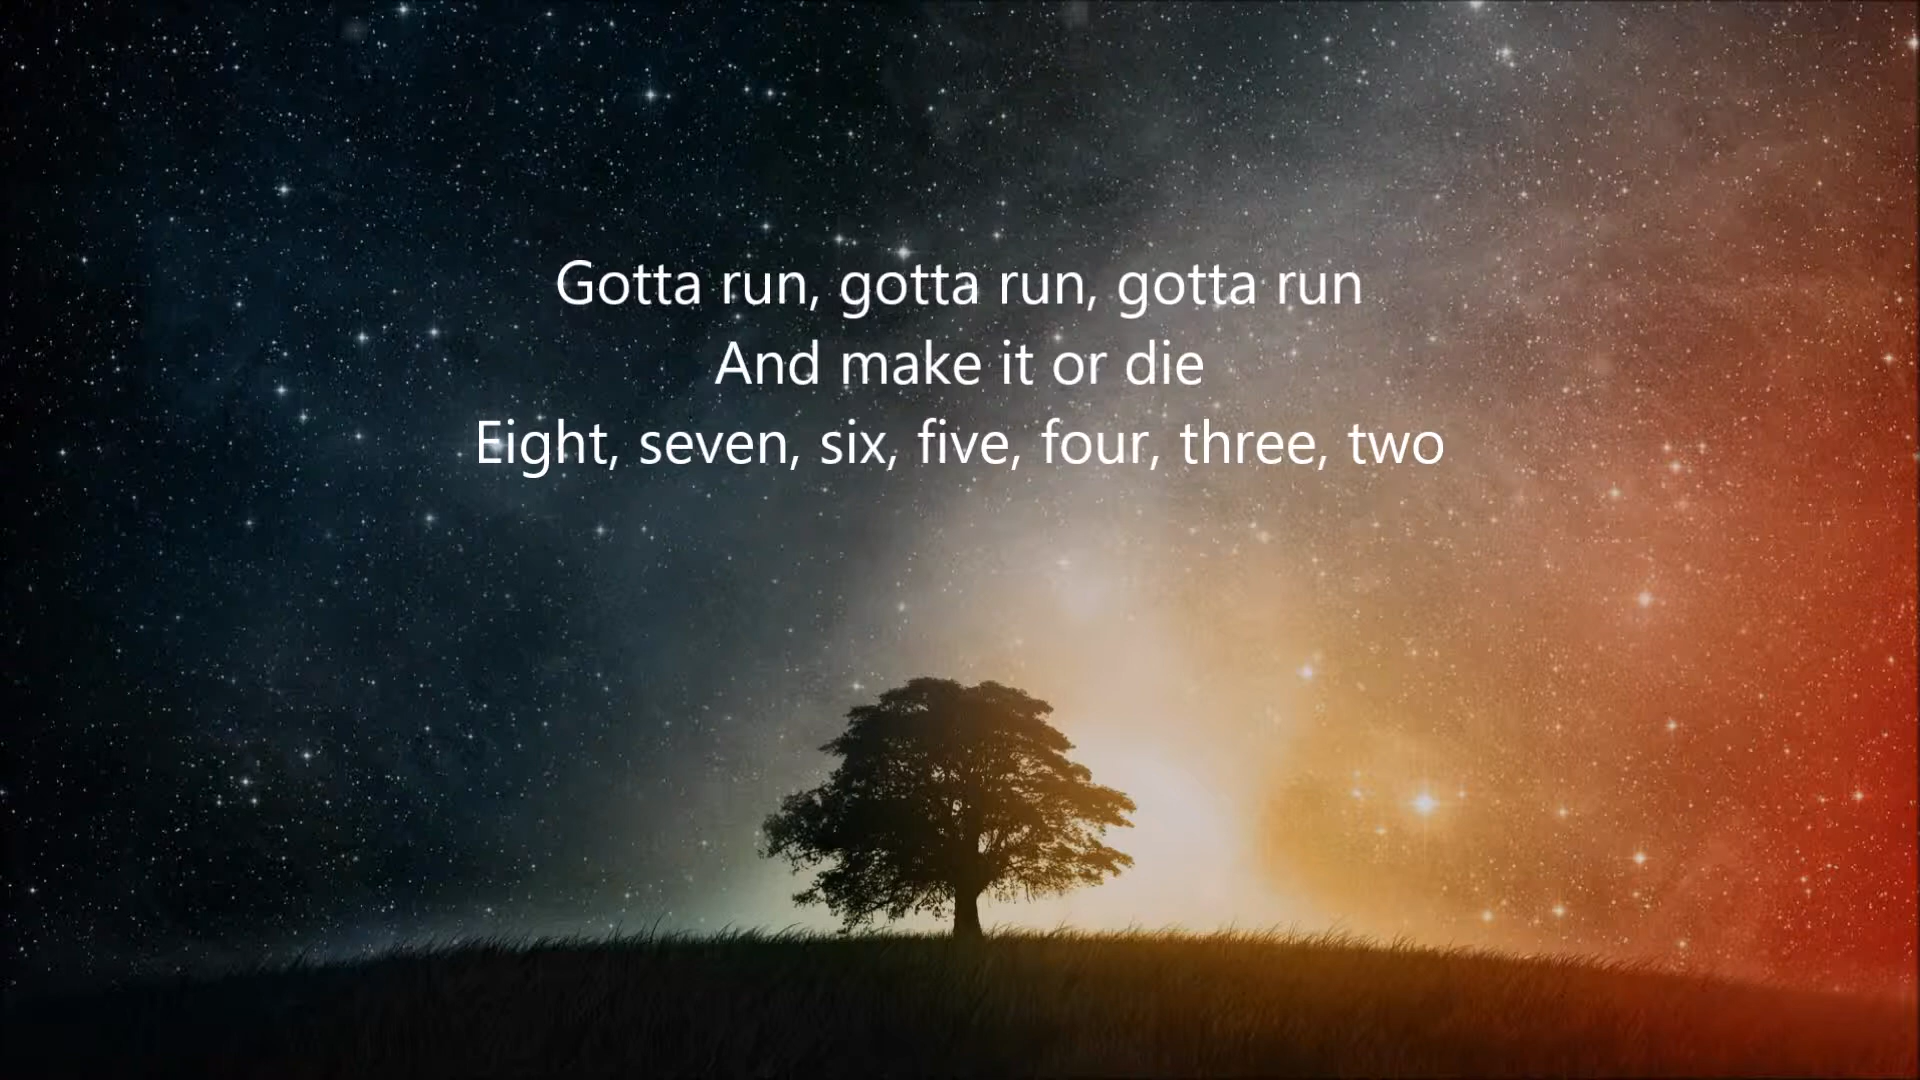 Gotta run, gotta run, gotta run
And make it or die
Eight, seven, six, five, four, three, two